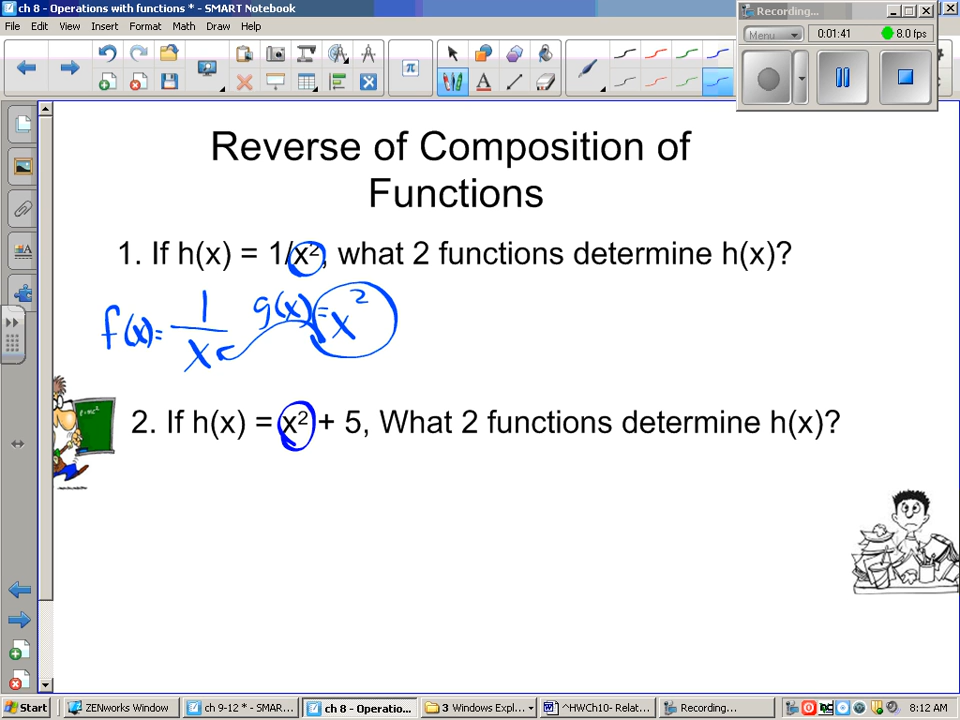 ch 8 - Operations with functions * - SMART Notebook
Recording...
File Edit View Insert Format Math Draw Help
Menu 0:01:41 8.0 fps
π
A
Reverse of Composition of
Functions
1. If h(x) = 1/x², what 2 functions determine h(x)?
f(x)= 1/x g(x)= x²
2. If h(x) = x² + 5, What 2 functions determine h(x)?
Start ZENworks Window ch 9-12 * - SMAR... ch 8 - Operatio... 3 Windows Expl... ^HWCh10- Relat... Recording... 8:12 AM